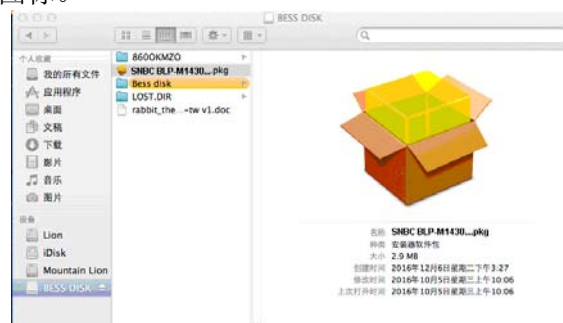 图标。
BESS DISK
个人收藏
我的所有文件
应用程序
桌面
文稿
下载
影片
音乐
图片
设备
Lion
iDisk
Mountain Lion
BESS DISK
8600KMZO
SNBC BLP-M1430....pkg
Bess disk
LOST.DIR
rabbit_the...-tw v1.doc
名称 SNBC BLP-M1430....pkg
种类 安装器软件包
大小 2.9 MB
创建时间 2016年12月6日星期二下午3:27
修改时间 2016年10月5日星期三上午10:06
上次打开时间 2016年10月5日星期三上午10:06